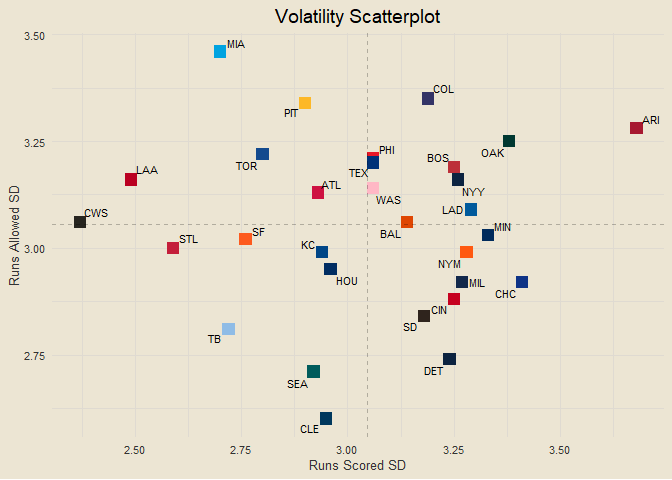 Volatility Scatterplot
3.50
MIA
COL
PIT
ARI
3.25
OAK
PHI
TOR
BOS
TEX
LAA
ATL
NYY
WAS
CWS
LAD
MIN
SF
BAL
STL
KC
3.00
NYM
HOU
MIL
CHC
CIN
SD
TB
2.75
DET
SEA
CLE
Runs Allowed SD
2.50
2.75
3.00
3.25
3.50
Runs Scored SD